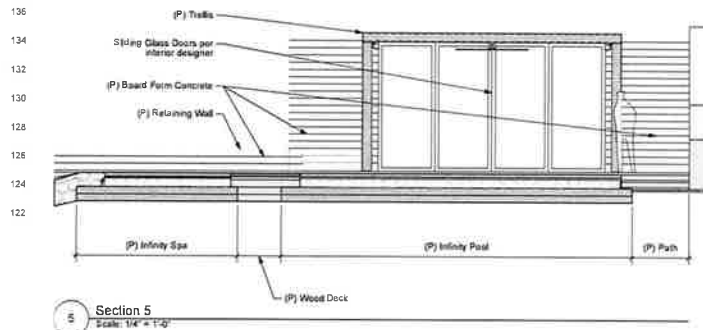 136
134
132
130
128
126
124
122
(P) Trellis
Sliding Glass Doors per
interior designer
(P) Board Form Concrete
(P) Retaining Wall
(P) Infinity Spa
(P) Infinity Pool
(P) Path
(P) Wood Deck
5
Section 5
Scale: 1/4" = 1'-0"